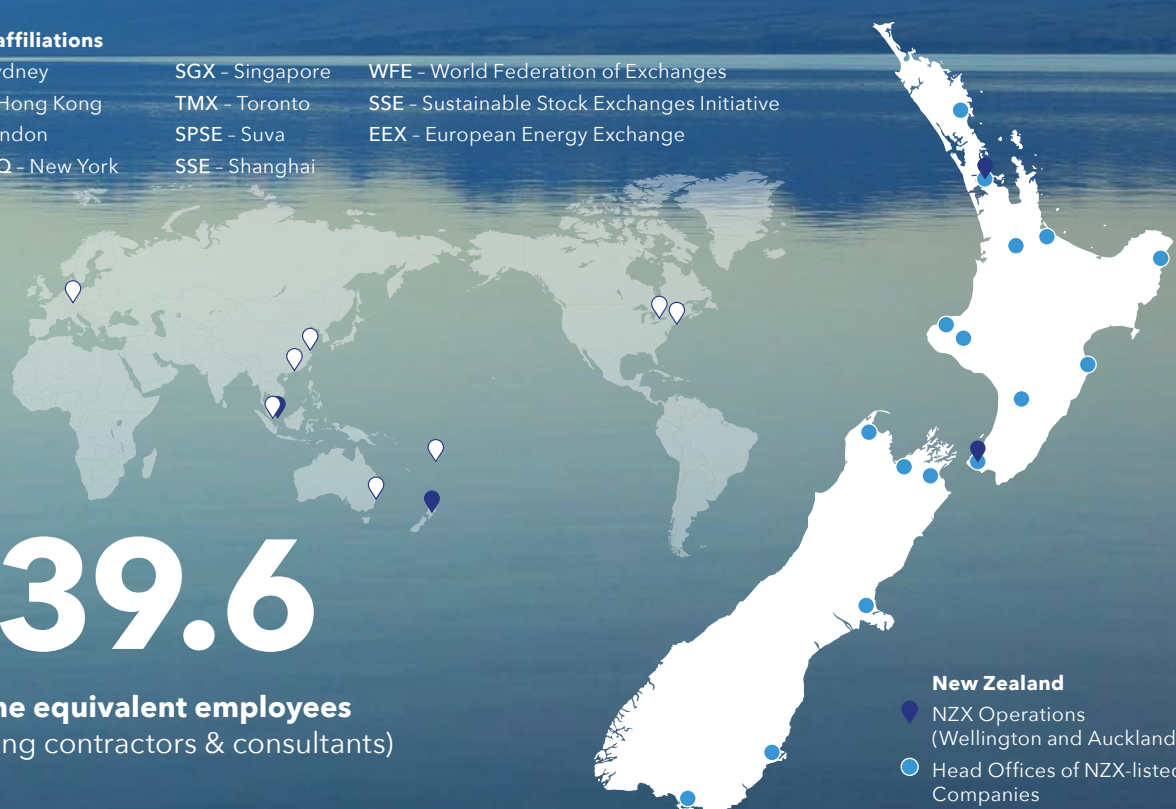 affiliations
ydney
Hong Kong
ndon
Q – New York
SGX – Singapore
TMX – Toronto
SPSE – Suva
SSE – Shanghai
WFE – World Federation of Exchanges
SSE – Sustainable Stock Exchanges Initiative
EEX – European Energy Exchange
39.6
me equivalent employees
ng contractors & consultants)
New Zealand
NZX Operations
(Wellington and Auckland
Head Offices of NZX-listed
Companies